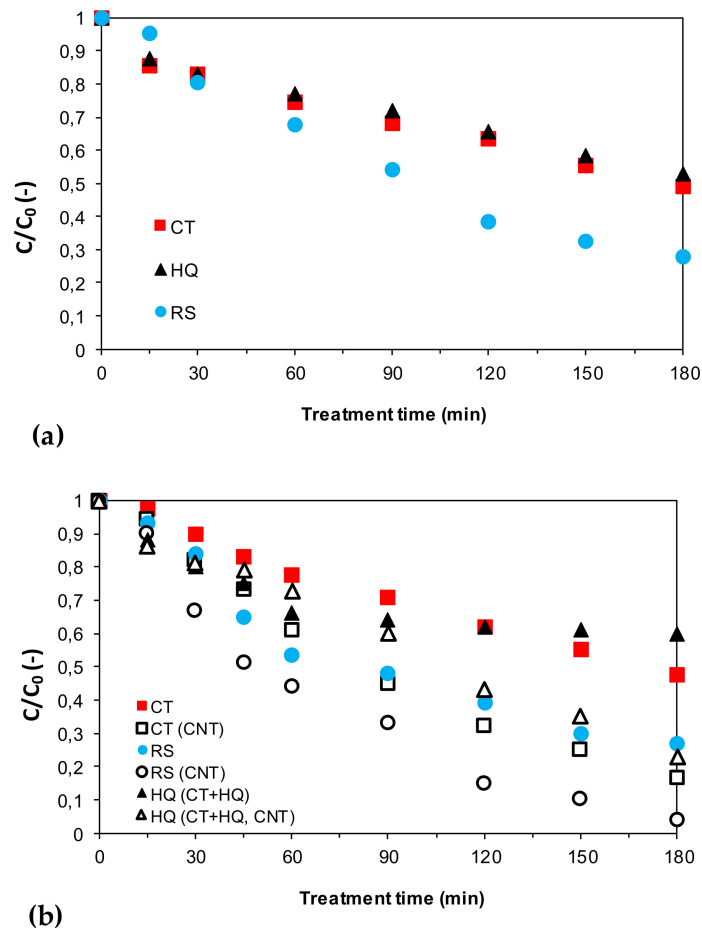 1
0,9
0,8
0,7
0,6
0,5
0,4
0,3
0,2
0,1
0
C/C0 (-)
CT
HQ
RS
0 30 60 90 120 150 180
Treatment time (min)
(a)
1
0,9
0,8
0,7
0,6
0,5
0,4
0,3
0,2
0,1
0
C/C0 (-)
CT
CT (CNT)
RS
RS (CNT)
HQ (CT+HQ)
HQ (CT+HQ, CNT)
0 30 60 90 120 150 180
Treatment time (min)
(b)